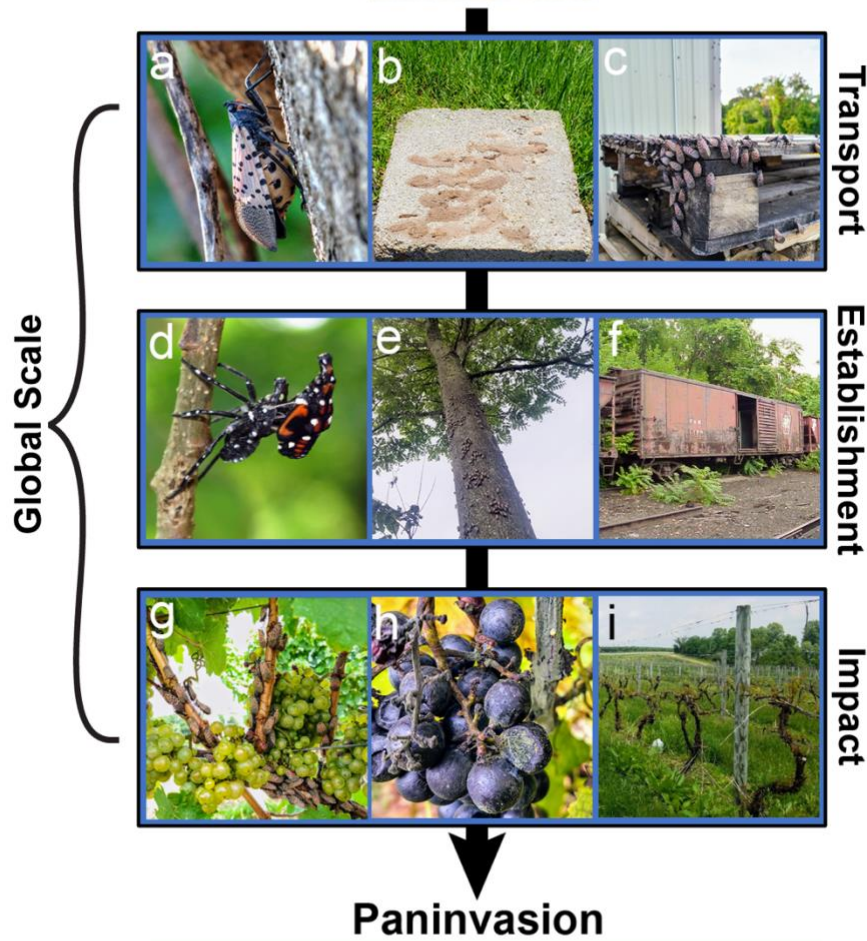 a
b
c
Transport
Global Scale
d
e
f
Establishment
g
h
i
Impact
Paninvasion